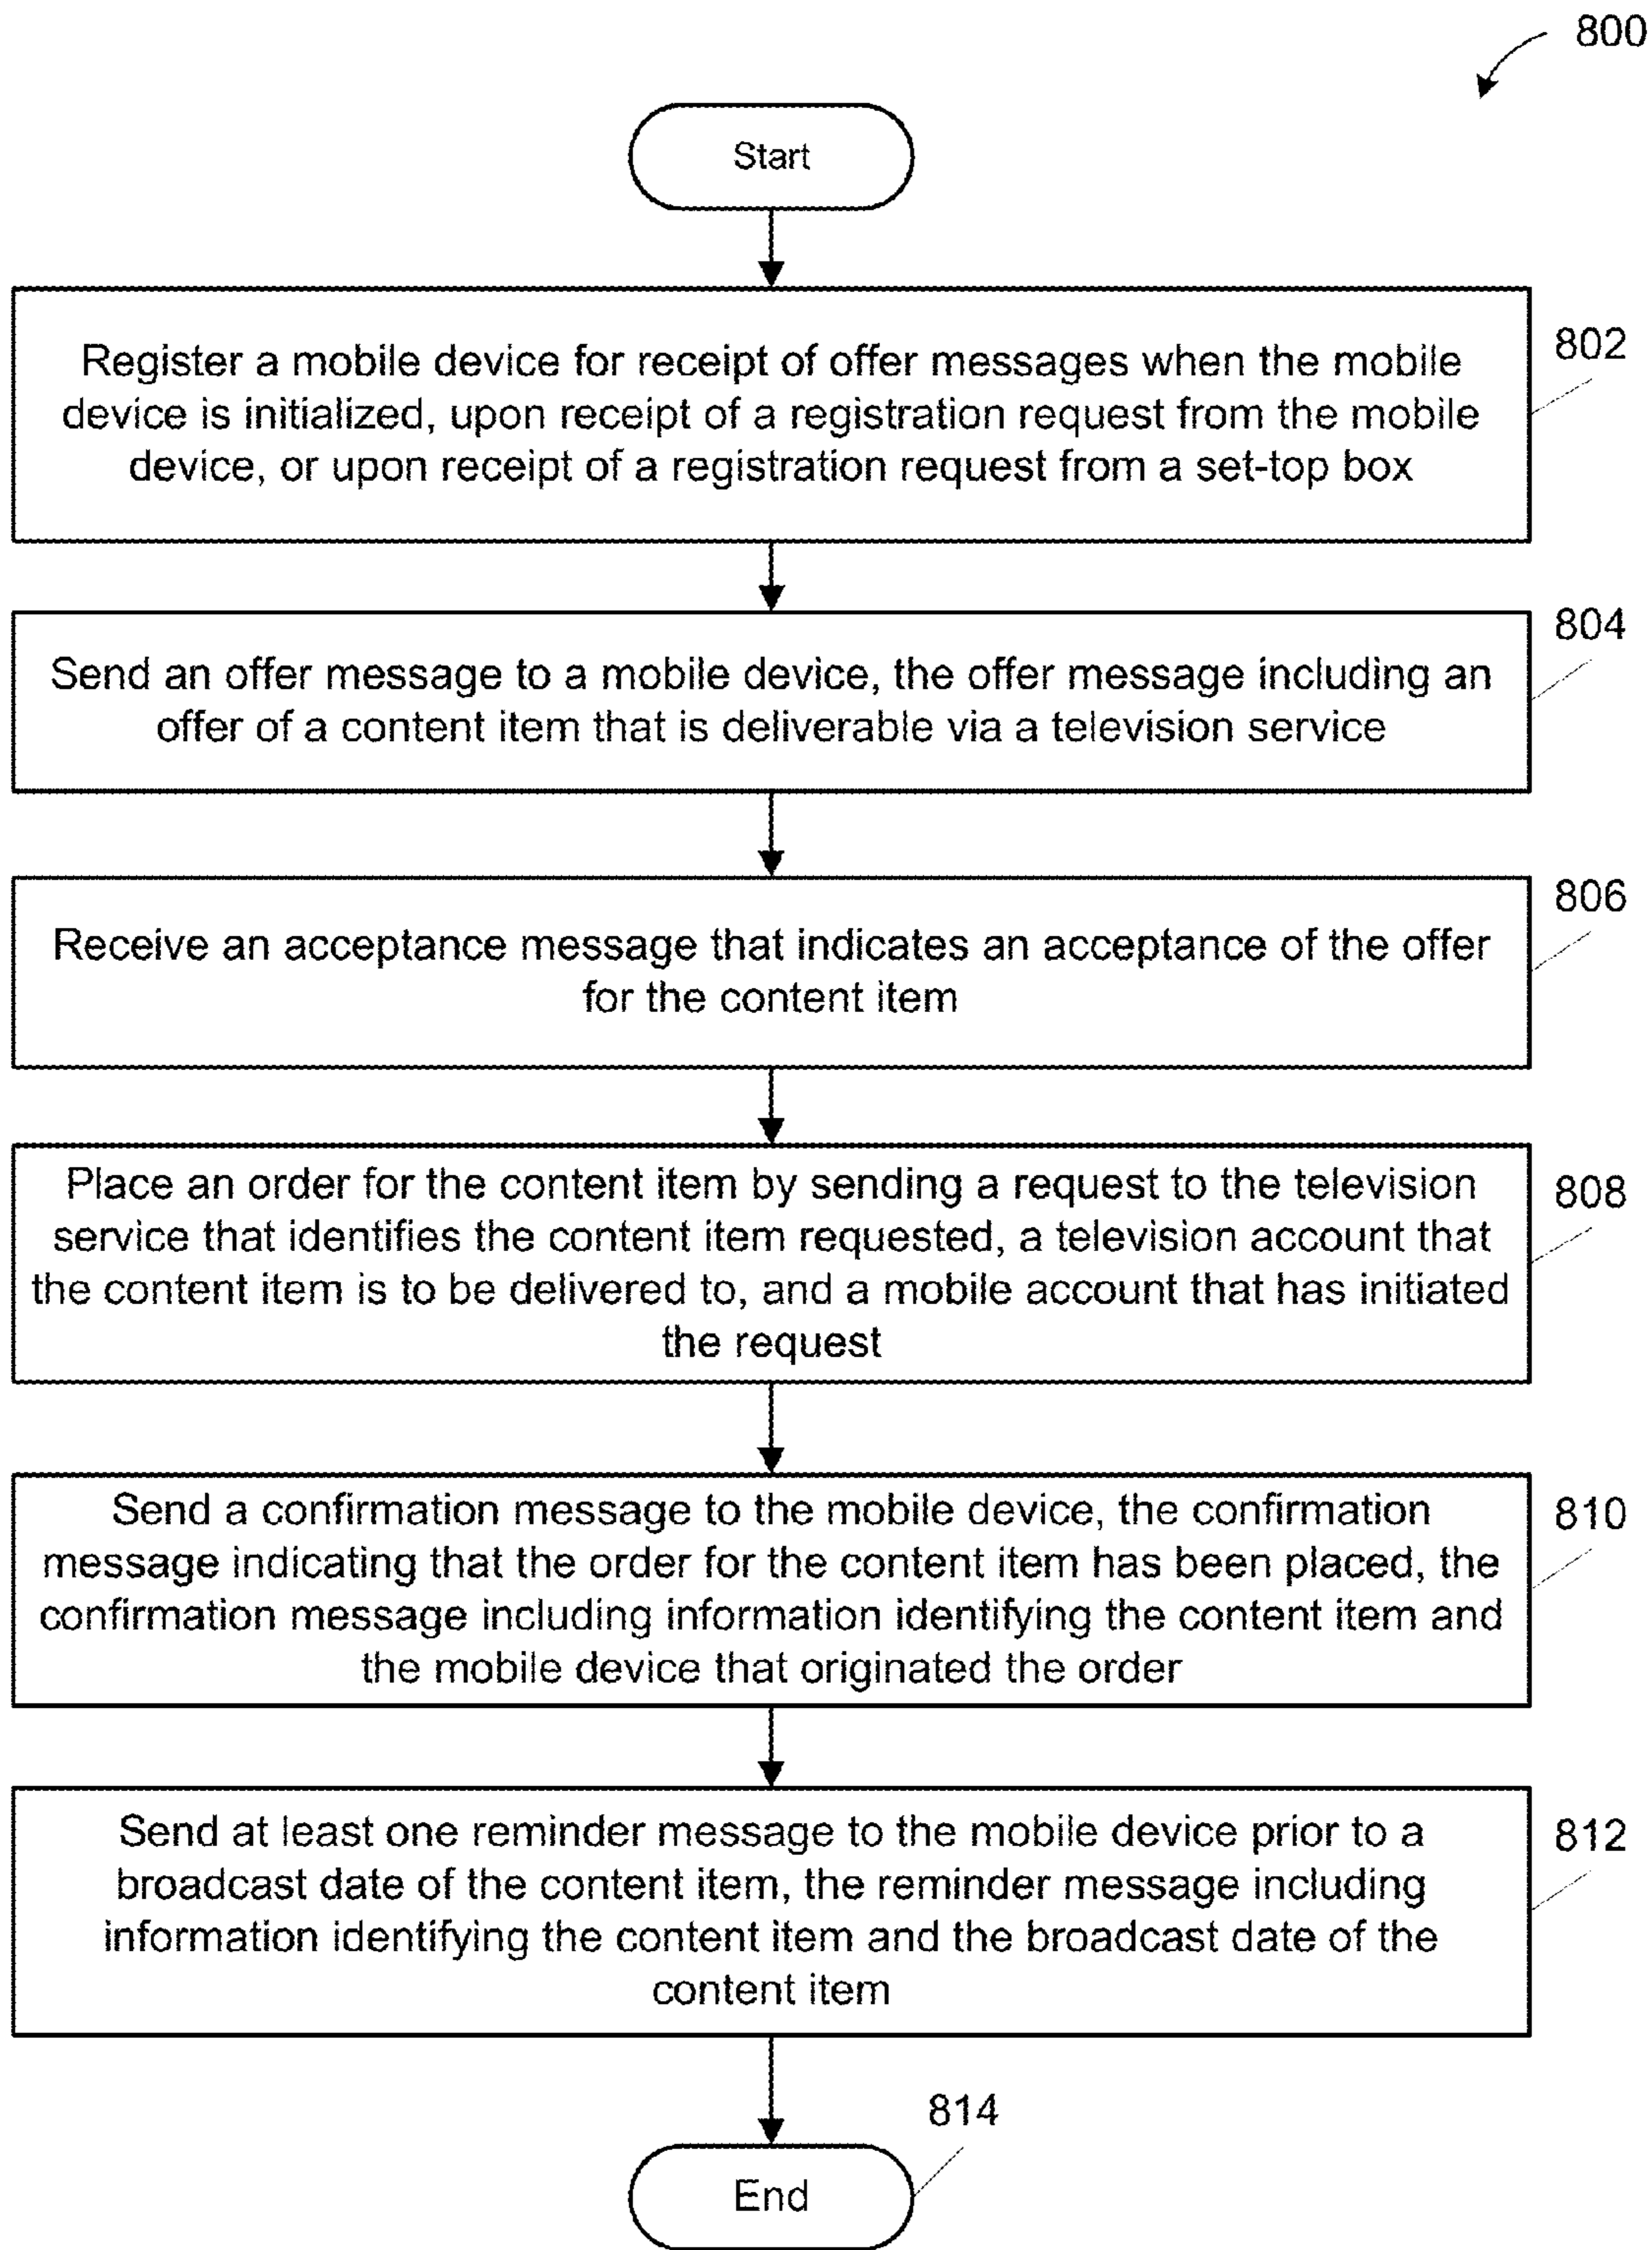 800
Start
Register a mobile device for receipt of offer messages when the mobile
device is initialized, upon receipt of a registration request from the mobile
device, or upon receipt of a registration request from a set-top box
802
Send an offer message to a mobile device, the offer message including an
offer of a content item that is deliverable via a television service
804
Receive an acceptance message that indicates an acceptance of the offer
for the content item
806
Place an order for the content item by sending a request to the television
service that identifies the content item requested, a television account that
the content item is to be delivered to, and a mobile account that has initiated
the request
808
Send a confirmation message to the mobile device, the confirmation
message indicating that the order for the content item has been placed, the
confirmation message including information identifying the content item and
the mobile device that originated the order
810
Send at least one reminder message to the mobile device prior to a
broadcast date of the content item, the reminder message including
information identifying the content item and the broadcast date of the
content item
812
814
End